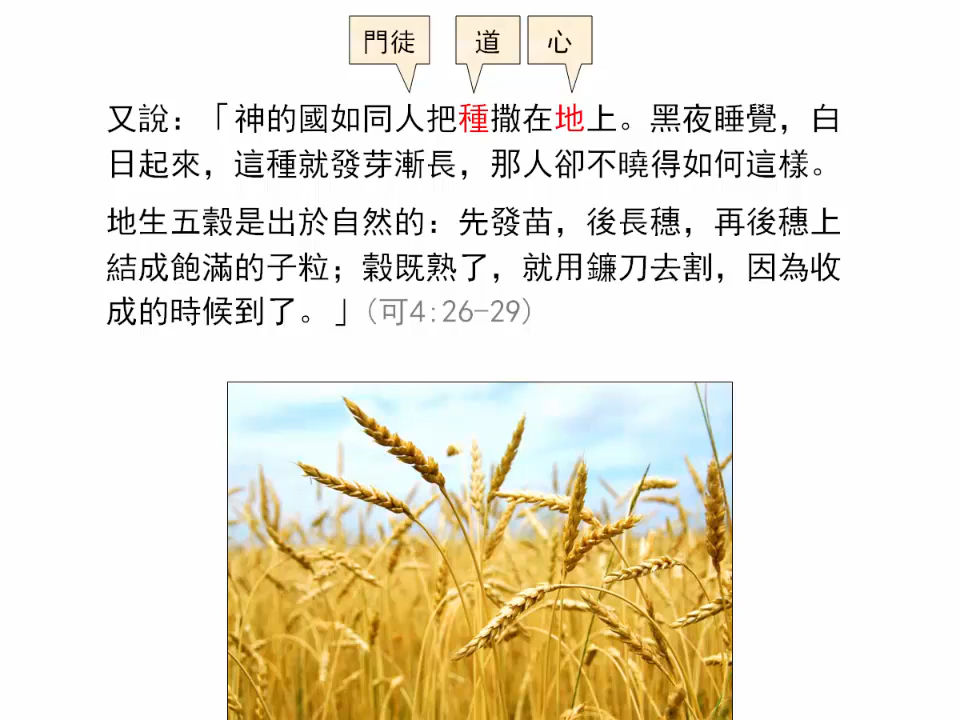 門徒 道 心
又說：「神的國如同人把種撒在地上。黑夜睡覺，白
日起來，這種就發芽漸長，那人卻不曉得如何這樣。
地生五穀是出於自然的：先發苗，後長穗，再後穗上
結成飽滿的子粒；穀既熟了，就用鐮刀去割，因為收
成的時候到了。」(可4:26-29)